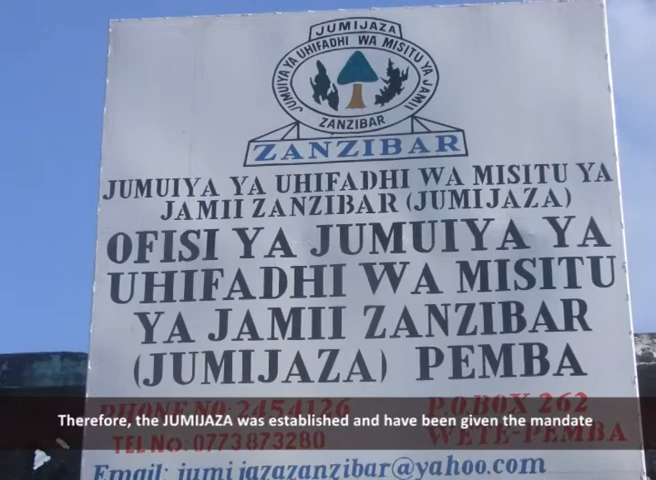 JUMIJAZA
JUMUIYA YA UHIFADHI WA MISITU YA JAMII
ZANZIBAR
ZANZIBAR
JUMUIYA YA UHIFADHI WA MISITU YA
JAMII ZANZIBAR (JUMIJAZA)
OFISI YA JUMUIYA YA
UHIFADHI WA MISITU
YA JAMII ZANZIBAR
(JUMIJAZA) PEMBA
PHONE NO: 2454126 P.O BOX 262
Therefore, the JUMIJAZA was established and have been given the mandate
TEL No: 0773873280 WETE-PEMBA
Email: jumijazazanzibar@yahoo.com